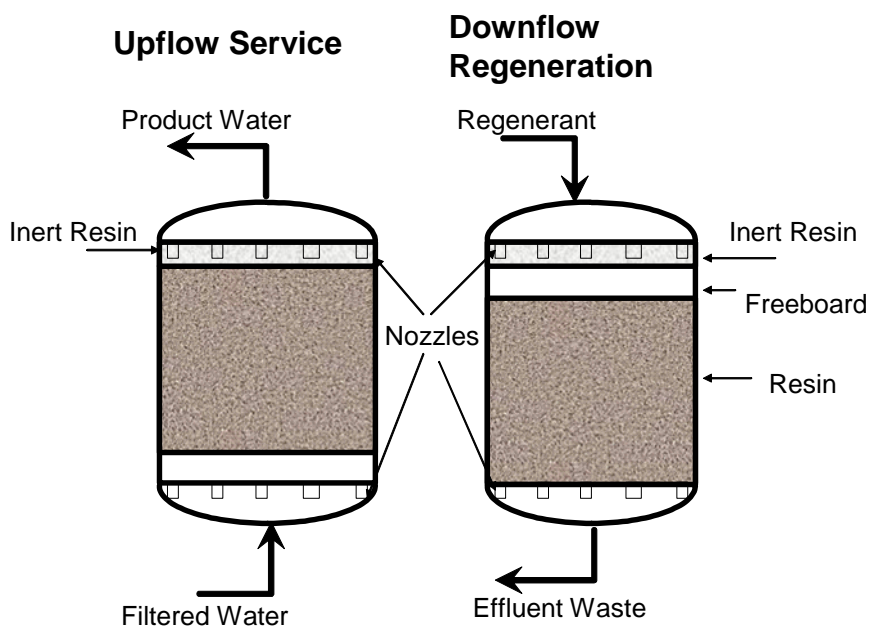 Upflow Service
Downflow
Regeneration
Product Water
Regenerant
Inert Resin
Inert Resin
Freeboard
Nozzles
Resin
Filtered Water
Effluent Waste